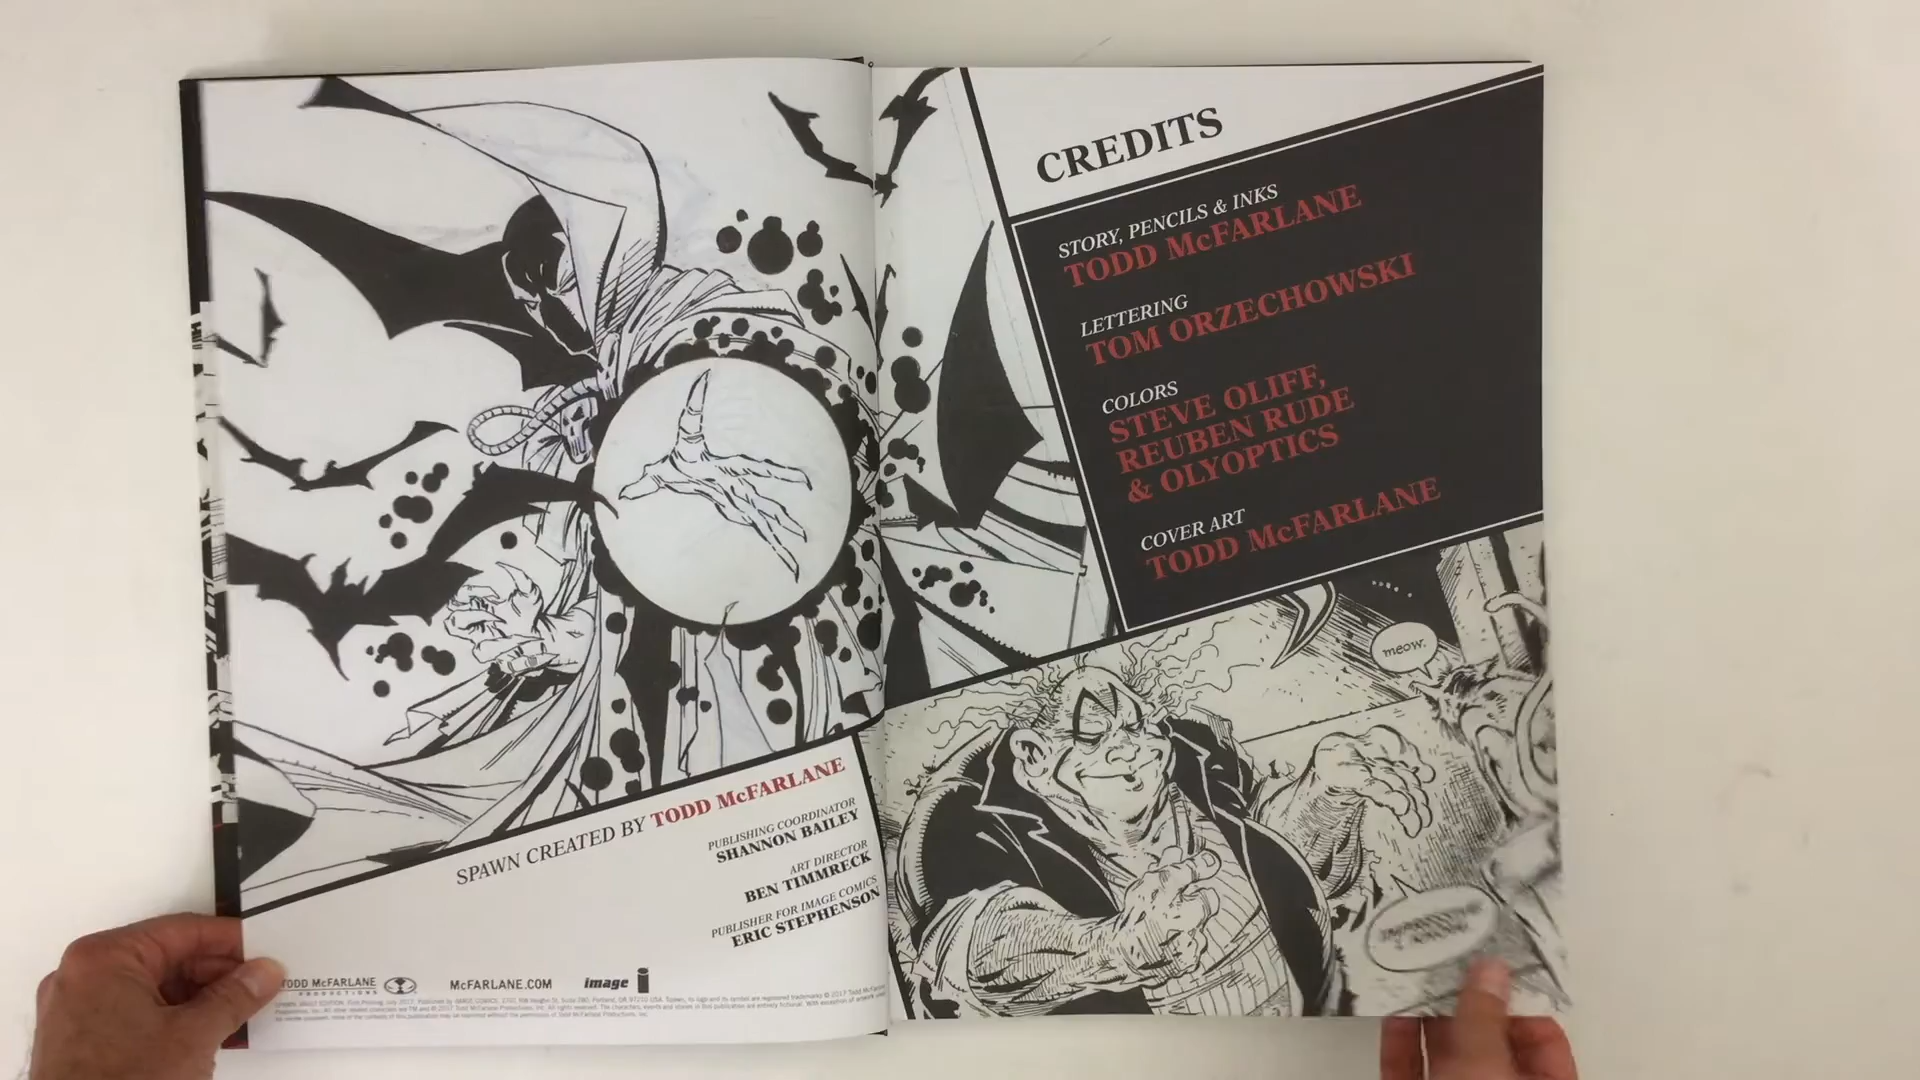 SPAWN CREATED BY TODD McFARLANE
PUBLISHING COORDINATOR
SHANNON BAILEY
ART DIRECTOR
BEN TIMMRECK
PUBLISHER FOR IMAGE COMICS
ERIC STEPHENSON
TODD McFARLANE
PRODUCTIONS
McFARLANE.COM
image i
CREDITS
STORY, PENCILS & INKS
TODD McFARLANE
LETTERING
TOM ORZECHOWSKI
COLORS
STEVE OLIFF,
REUBEN RUDE
& OLYOPTICS
COVER ART
TODD McFARLANE
meow.